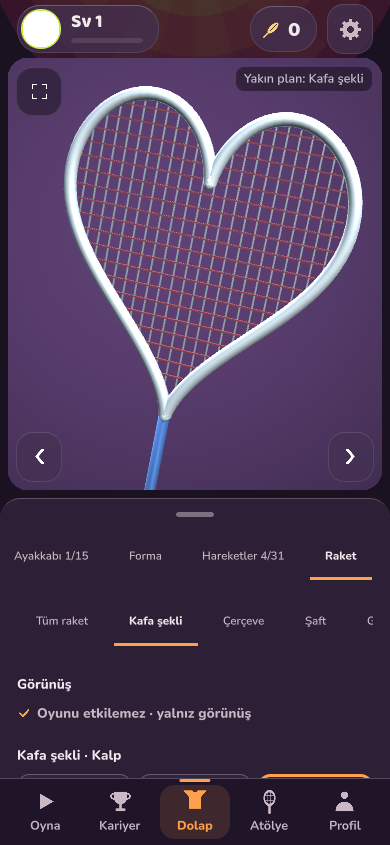 Sv 1
0
Yakın plan: Kafa şekli
Ayakkabı 1/15 Forma Hareketler 4/31 Raket
Tüm raket Kafa şekli Çerçeve Şaft
Görünüş
Oyunu etkilemez · yalnız görünüş
Kafa şekli · Kalp
Oyna Kariyer Dolap Atölye Profil